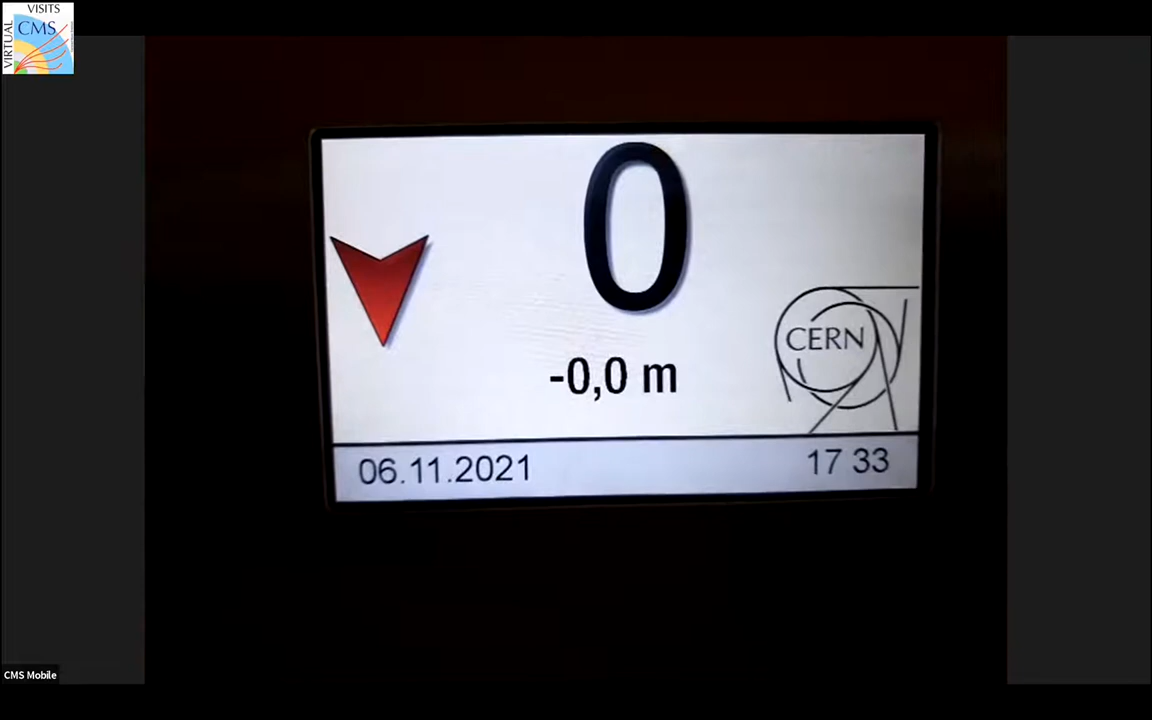 VISITS
VIRTUAL
CMS
0
-0,0 m
CERN
06.11.2021
17 33
CMS Mobile